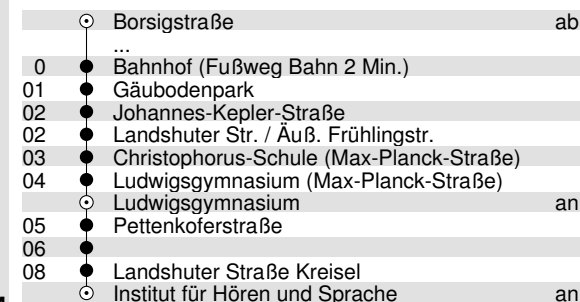 Borsigstraße ab
...
0 Bahnhof (Fußweg Bahn 2 Min.)
01 Gäubodenpark
02 Johannes-Kepler-Straße
02 Landshuter Str. / Äuß. Frühlingstr.
03 Christophorus-Schule (Max-Planck-Straße)
04 Ludwigsgymnasium (Max-Planck-Straße)
Ludwigsgymnasium an
05 Pettenkoferstraße
06
08 Landshuter Straße Kreisel
Institut für Hören und Sprache an